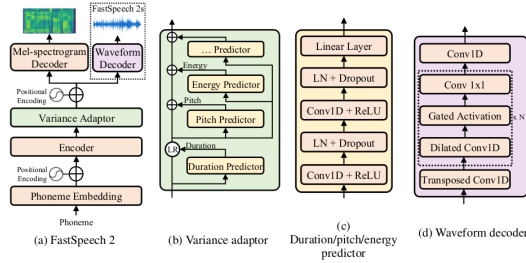 FastSpeech 2s
Mel-spectrogram
Decoder
Waveform
Decoder
Positional
Encoding
Variance Adaptor
Encoder
Positional
Encoding
Phoneme Embedding
Phoneme
(a) FastSpeech 2
... Predictor
Energy
Energy Predictor
Pitch
Pitch Predictor
LR
Duration
Duration Predictor
(b) Variance adaptor
Linear Layer
LN + Dropout
Conv1D + ReLU
LN + Dropout
Conv1D + ReLU
(c)
Duration/pitch/energy
predictor
Conv1D
Conv 1x1
Gated Activation
x N
Dilated Conv1D
Transposed Conv1D
(d) Waveform decoder